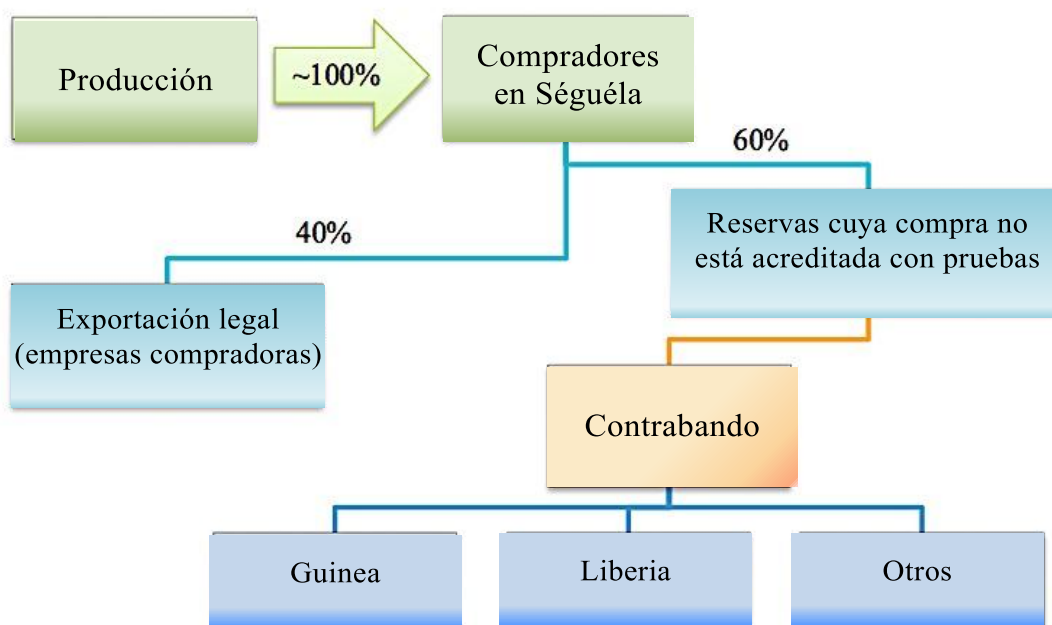 Producción
~100%
Compradores
en Séguéla
60%
Reservas cuya compra no
está acreditada con pruebas
40%
Exportación legal
(empresas compradoras)
Contrabando
Guinea
Liberia
Otros